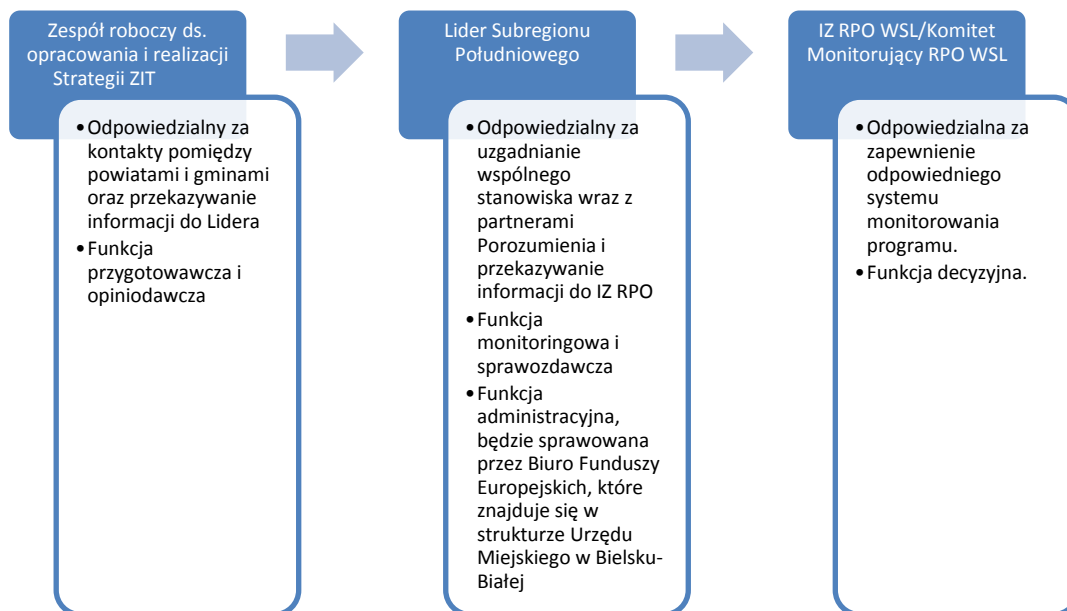 Zespół roboczy ds.
opracowania i realizacji
Strategii ZIT
•Odpowiedzialny za
kontakty pomiędzy
powiatami i gminami
oraz przekazywanie
informacji do Lidera
•Funkcja
przygotowawcza i
opiniodawcza
Lider Subregionu
Południowego
•Odpowiedzialny za
uzgadnianie
wspólnego
stanowiska wraz z
partnerami
Porozumienia i
przekazywanie
informacji do IZ RPO
•Funkcja
monitoringowa i
sprawozdawcza
•Funkcja
administracyjna,
będzie sprawowana
przez Biuro Funduszy
Europejskich, które
znajduje się w
strukturze Urzędu
Miejskiego w Bielsku-
Białej
IZ RPO WSL/Komitet
Monitorujący RPO WSL
•Odpowiedzialna za
zapewnienie
odpowiedniego
systemu
monitorowania
programu.
•Funkcja decyzyjna.